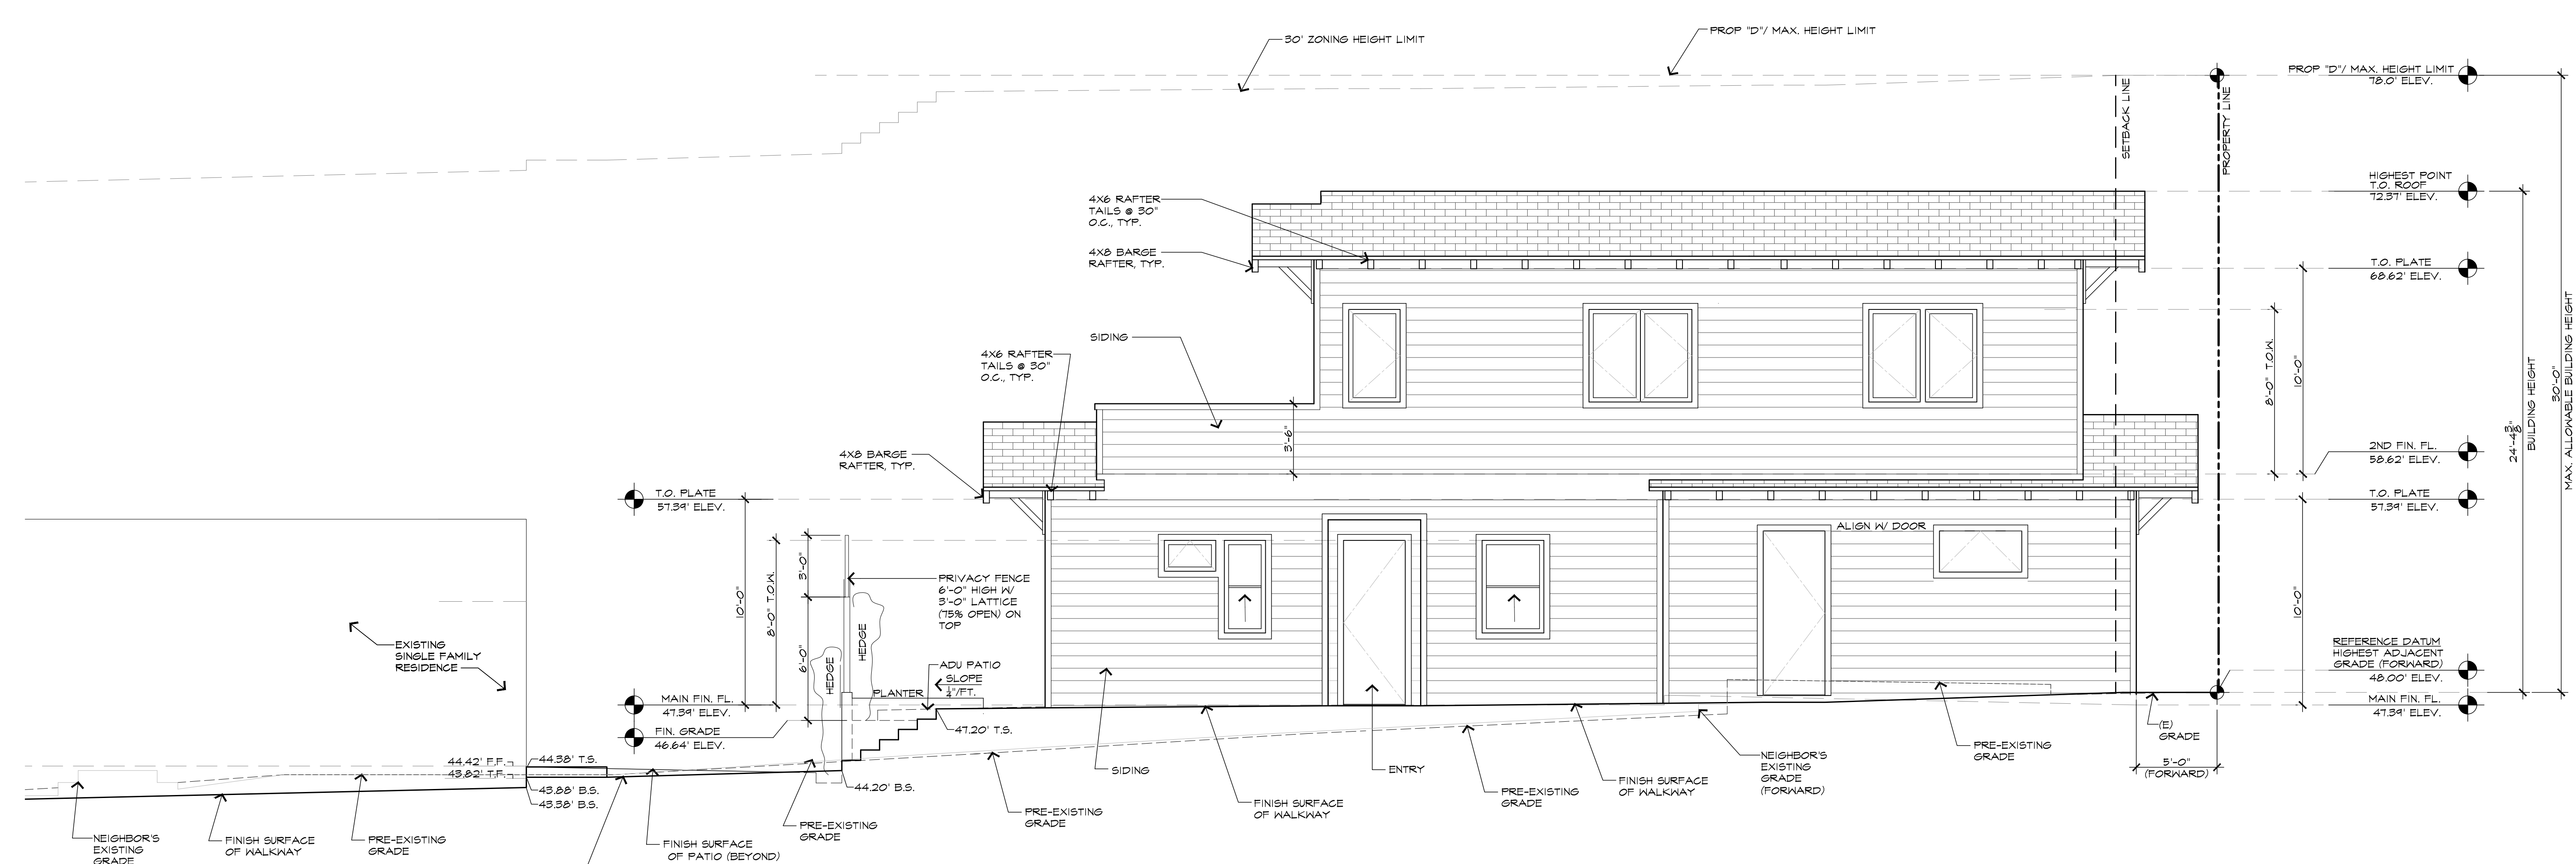 30' ZONING HEIGHT LIMIT
PROP "D"/ MAX. HEIGHT LIMIT
PROP "D"/ MAX. HEIGHT LIMIT
78.0' ELEV.
SETBACK LINE
PROPERTY LINE
HIGHEST POINT
T.O. ROOF
72.37' ELEV.
4X6 RAFTER
TAILS @ 30"
O.C., TYP.
4X8 BARGE
RAFTER, TYP.
T.O. PLATE
68.62' ELEV.
SIDING
4X6 RAFTER
TAILS @ 30"
O.C., TYP.
8'-0" T.O.W.
10'-0"
24'-4 3/8"
BUILDING HEIGHT
30'-0"
MAX. ALLOWABLE BUILDING HEIGHT
3'-6"
4X8 BARGE
RAFTER, TYP.
2ND FIN. FL.
58.62' ELEV.
T.O. PLATE
57.39' ELEV.
T.O. PLATE
57.39' ELEV.
ALIGN W/ DOOR
10'-0"
8'-0" T.O.W.
3'-0"
6'-0"
PRIVACY FENCE
6'-0" HIGH W/
3'-0" LATTICE
(75% OPEN) ON
TOP
HEDGE
HEDGE
10'-0"
EXISTING
SINGLE FAMILY
RESIDENCE
ADU PATIO
SLOPE
¼"/FT.
PLANTER
REFERENCE DATUM
HIGHEST ADJACENT
GRADE (FORWARD)
48.00' ELEV.
MAIN FIN. FL.
47.39' ELEV.
MAIN FIN. FL.
47.39' ELEV.
FIN. GRADE
46.64' ELEV.
47.20' T.S.
(E)
GRADE
5'-0"
(FORWARD)
44.42' F.F.
43.82' T.F.
44.38' T.S.
43.88' B.S.
43.38' B.S.
44.20' B.S.
SIDING
ENTRY
NEIGHBOR'S
EXISTING
GRADE
(FORWARD)
PRE-EXISTING
GRADE
FINISH SURFACE
OF WALKWAY
PRE-EXISTING
GRADE
FINISH SURFACE
OF WALKWAY
PRE-EXISTING
GRADE
PRE-EXISTING
GRADE
FINISH SURFACE
OF PATIO (BEYOND)
PRE-EXISTING
GRADE
FINISH SURFACE
OF WALKWAY
NEIGHBOR'S
EXISTING
GRADE